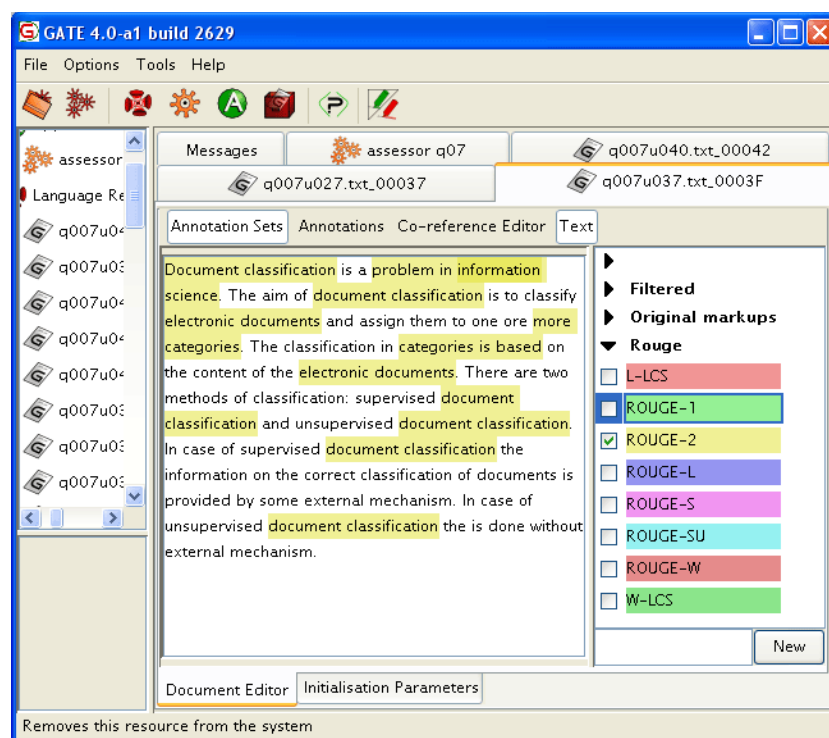 GATE 4.0-a1 build 2629
File Options Tools Help
assessor
Language Re
q007u04
q007u03
q007u04
q007u04
q007u04
q007u03
q007u03
q007u03
Messages
assessor q07
q007u040.txt_00042
q007u027.txt_00037
q007u037.txt_0003F
Annotation Sets Annotations Co-reference Editor Text
Document classification is a problem in information
science. The aim of document classification is to classify
electronic documents and assign them to one ore more
categories. The classification in categories is based on
the content of the electronic documents. There are two
methods of classification: supervised document
classification and unsupervised document classification.
In case of supervised document classification the
information on the correct classification of documents is
provided by some external mechanism. In case of
unsupervised document classification the is done without
external mechanism.
Filtered
Original markups
Rouge
L-LCS
ROUGE-1
ROUGE-2
ROUGE-L
ROUGE-S
ROUGE-SU
ROUGE-W
W-LCS
New
Document Editor Initialisation Parameters
Removes this resource from the system